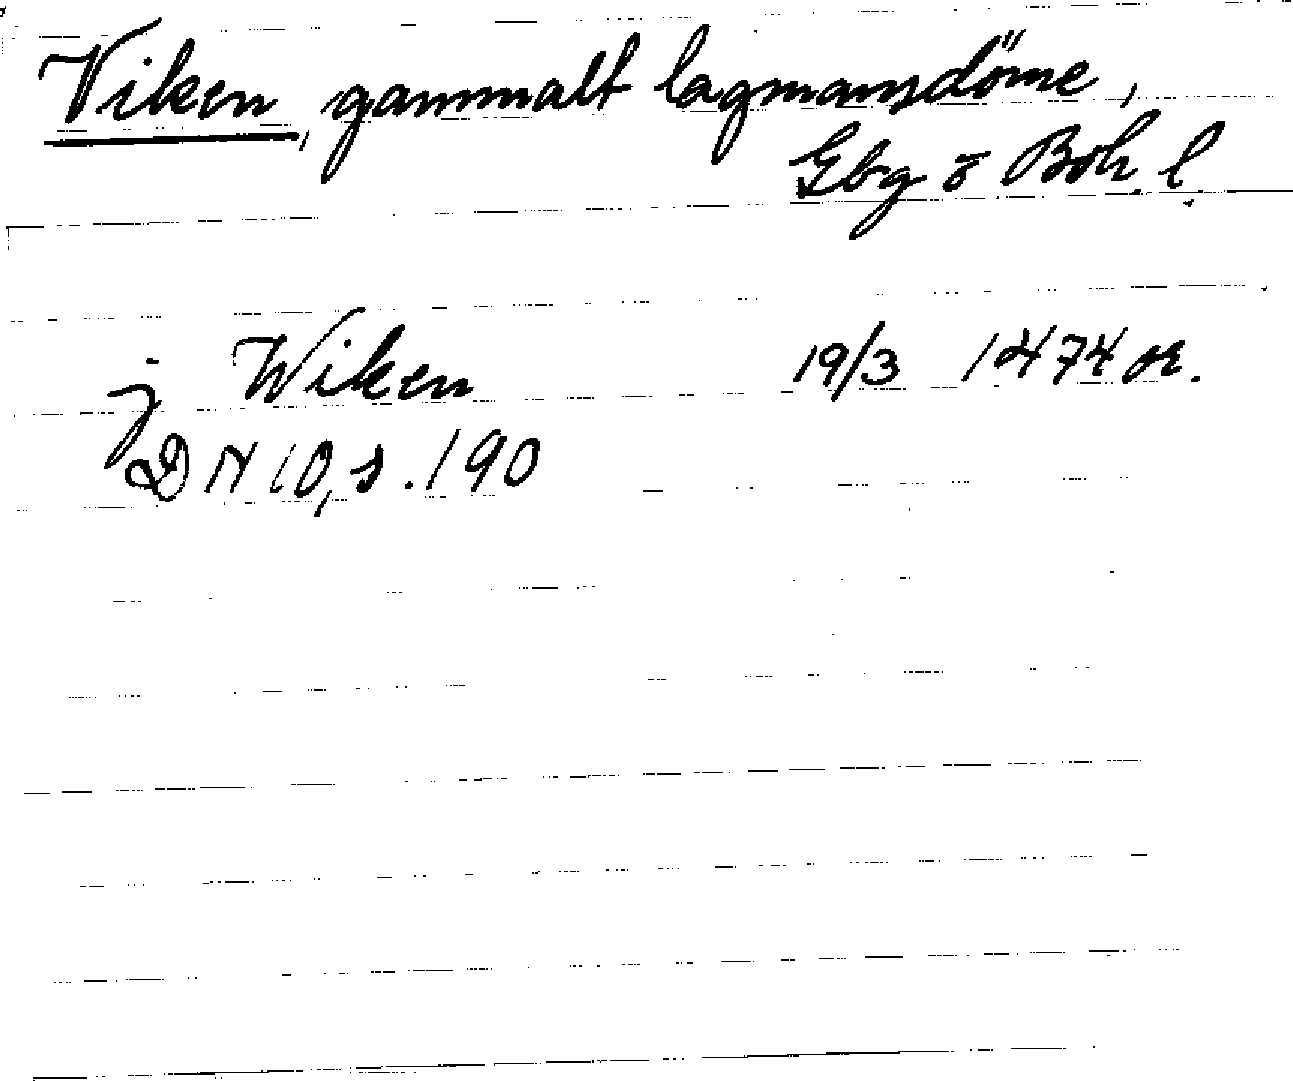 Viken, gammalt lagmansdöme,
Gbg o Boh. l.
j Wiken 19/3 1474 or.
DN 10, s. 190